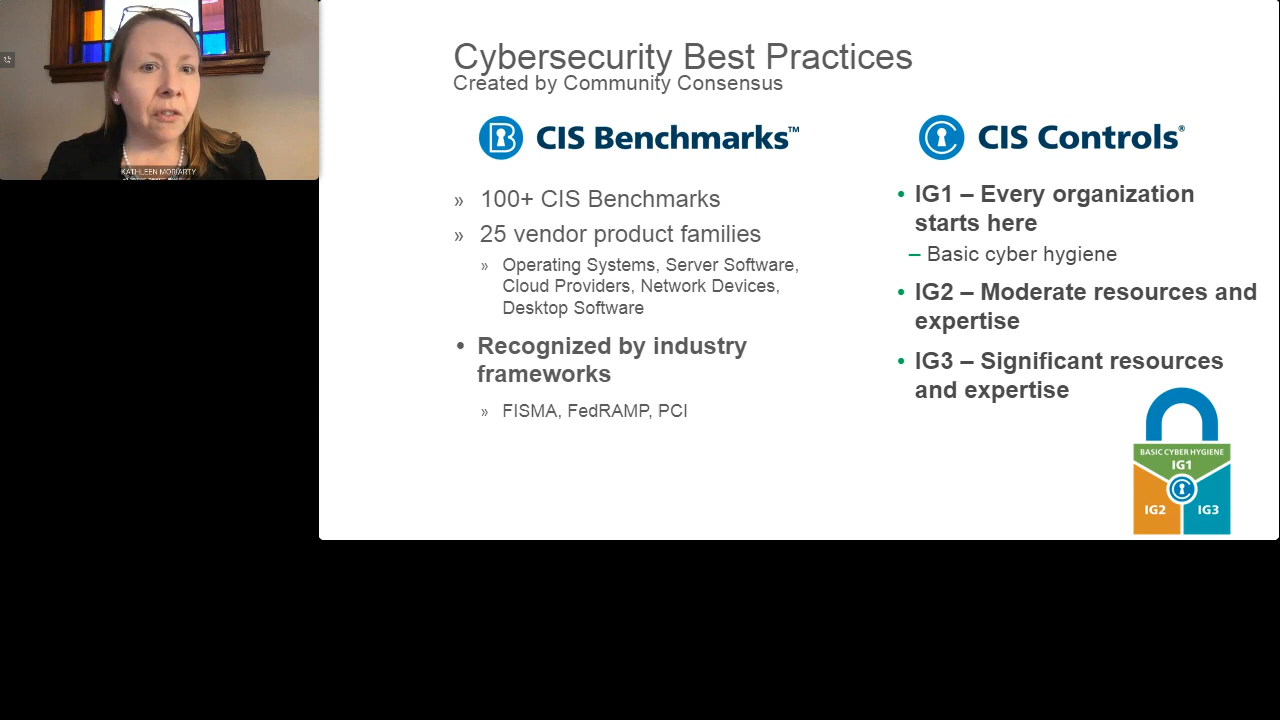 KATHLEEN MORIARTY
Cybersecurity Best Practices
Created by Community Consensus
CIS Benchmarks™
» 100+ CIS Benchmarks
» 25 vendor product families
» Operating Systems, Server Software,
Cloud Providers, Network Devices,
Desktop Software
• Recognized by industry
frameworks
» FISMA, FedRAMP, PCI
CIS Controls®
• IG1 – Every organization
starts here
– Basic cyber hygiene
• IG2 – Moderate resources and
expertise
• IG3 – Significant resources
and expertise
BASIC CYBER HYGIENE
IG1
IG2
IG3